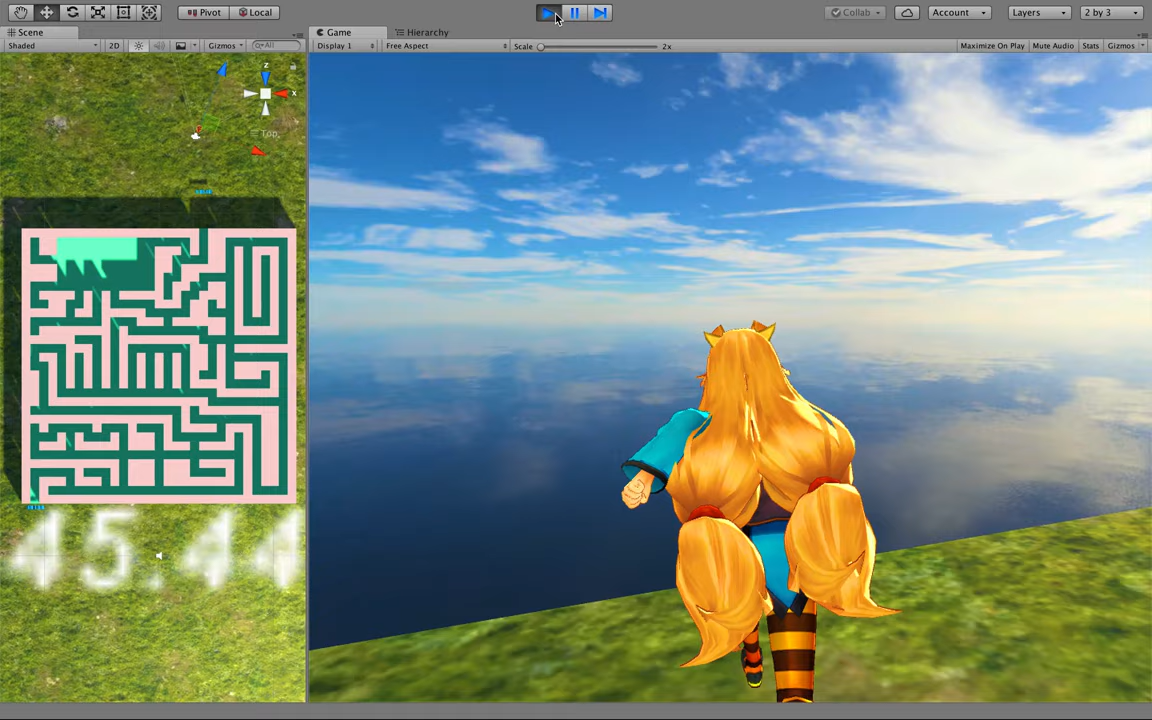 Pivot Local Collab Account Layers 2 by 3
Scene Game Hierarchy
Shaded 2D Gizmos All Display 1 Free Aspect Scale 2x Maximize On Play Mute Audio Stats Gizmos
z
x
Top
45.44